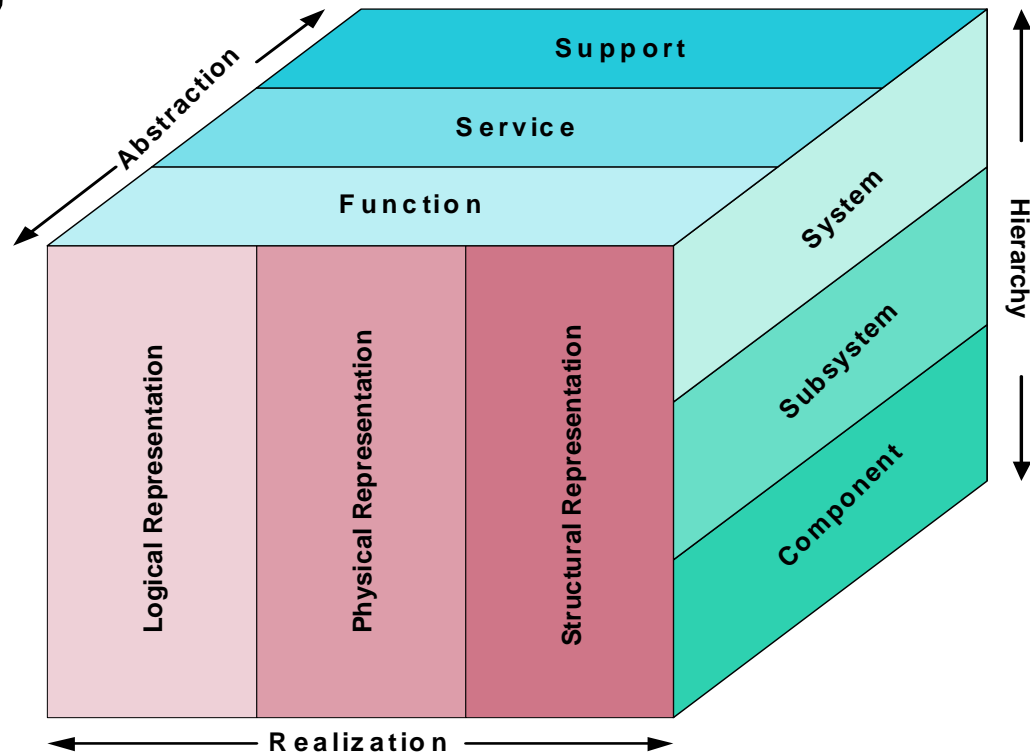 Support
Abstraction
Service
Function
System
Hierarchy
Subsystem
Component
Logical Representation
Physical Representation
Structural Representation
Realization